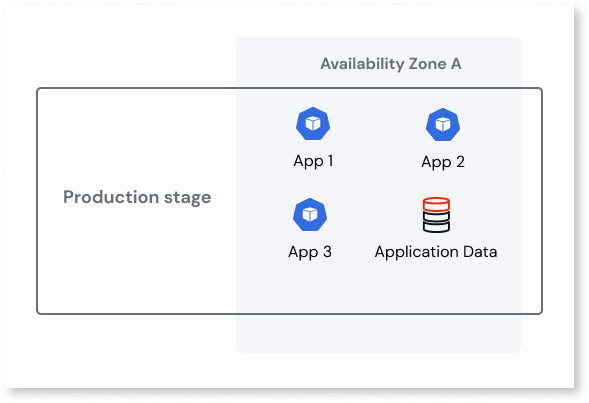 Availability Zone A
App 1
App 2
Production stage
App 3
Application Data